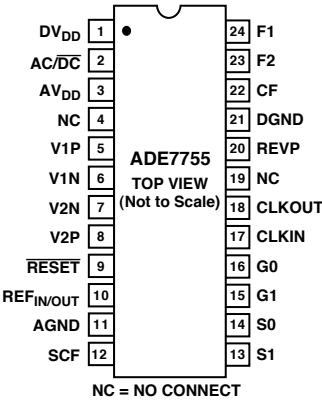 DVDD 1 24 F1
AC/DC 2 23 F2
AVDD 3 22 CF
NC 4 21 DGND
V1P 5 20 REVP
V1N 6 19 NC
V2N 7 18 CLKOUT
V2P 8 17 CLKIN
RESET 9 16 G0
REFIN/OUT 10 15 G1
AGND 11 14 S0
SCF 12 13 S1
ADE7755
TOP VIEW
(Not to Scale)
NC = NO CONNECT